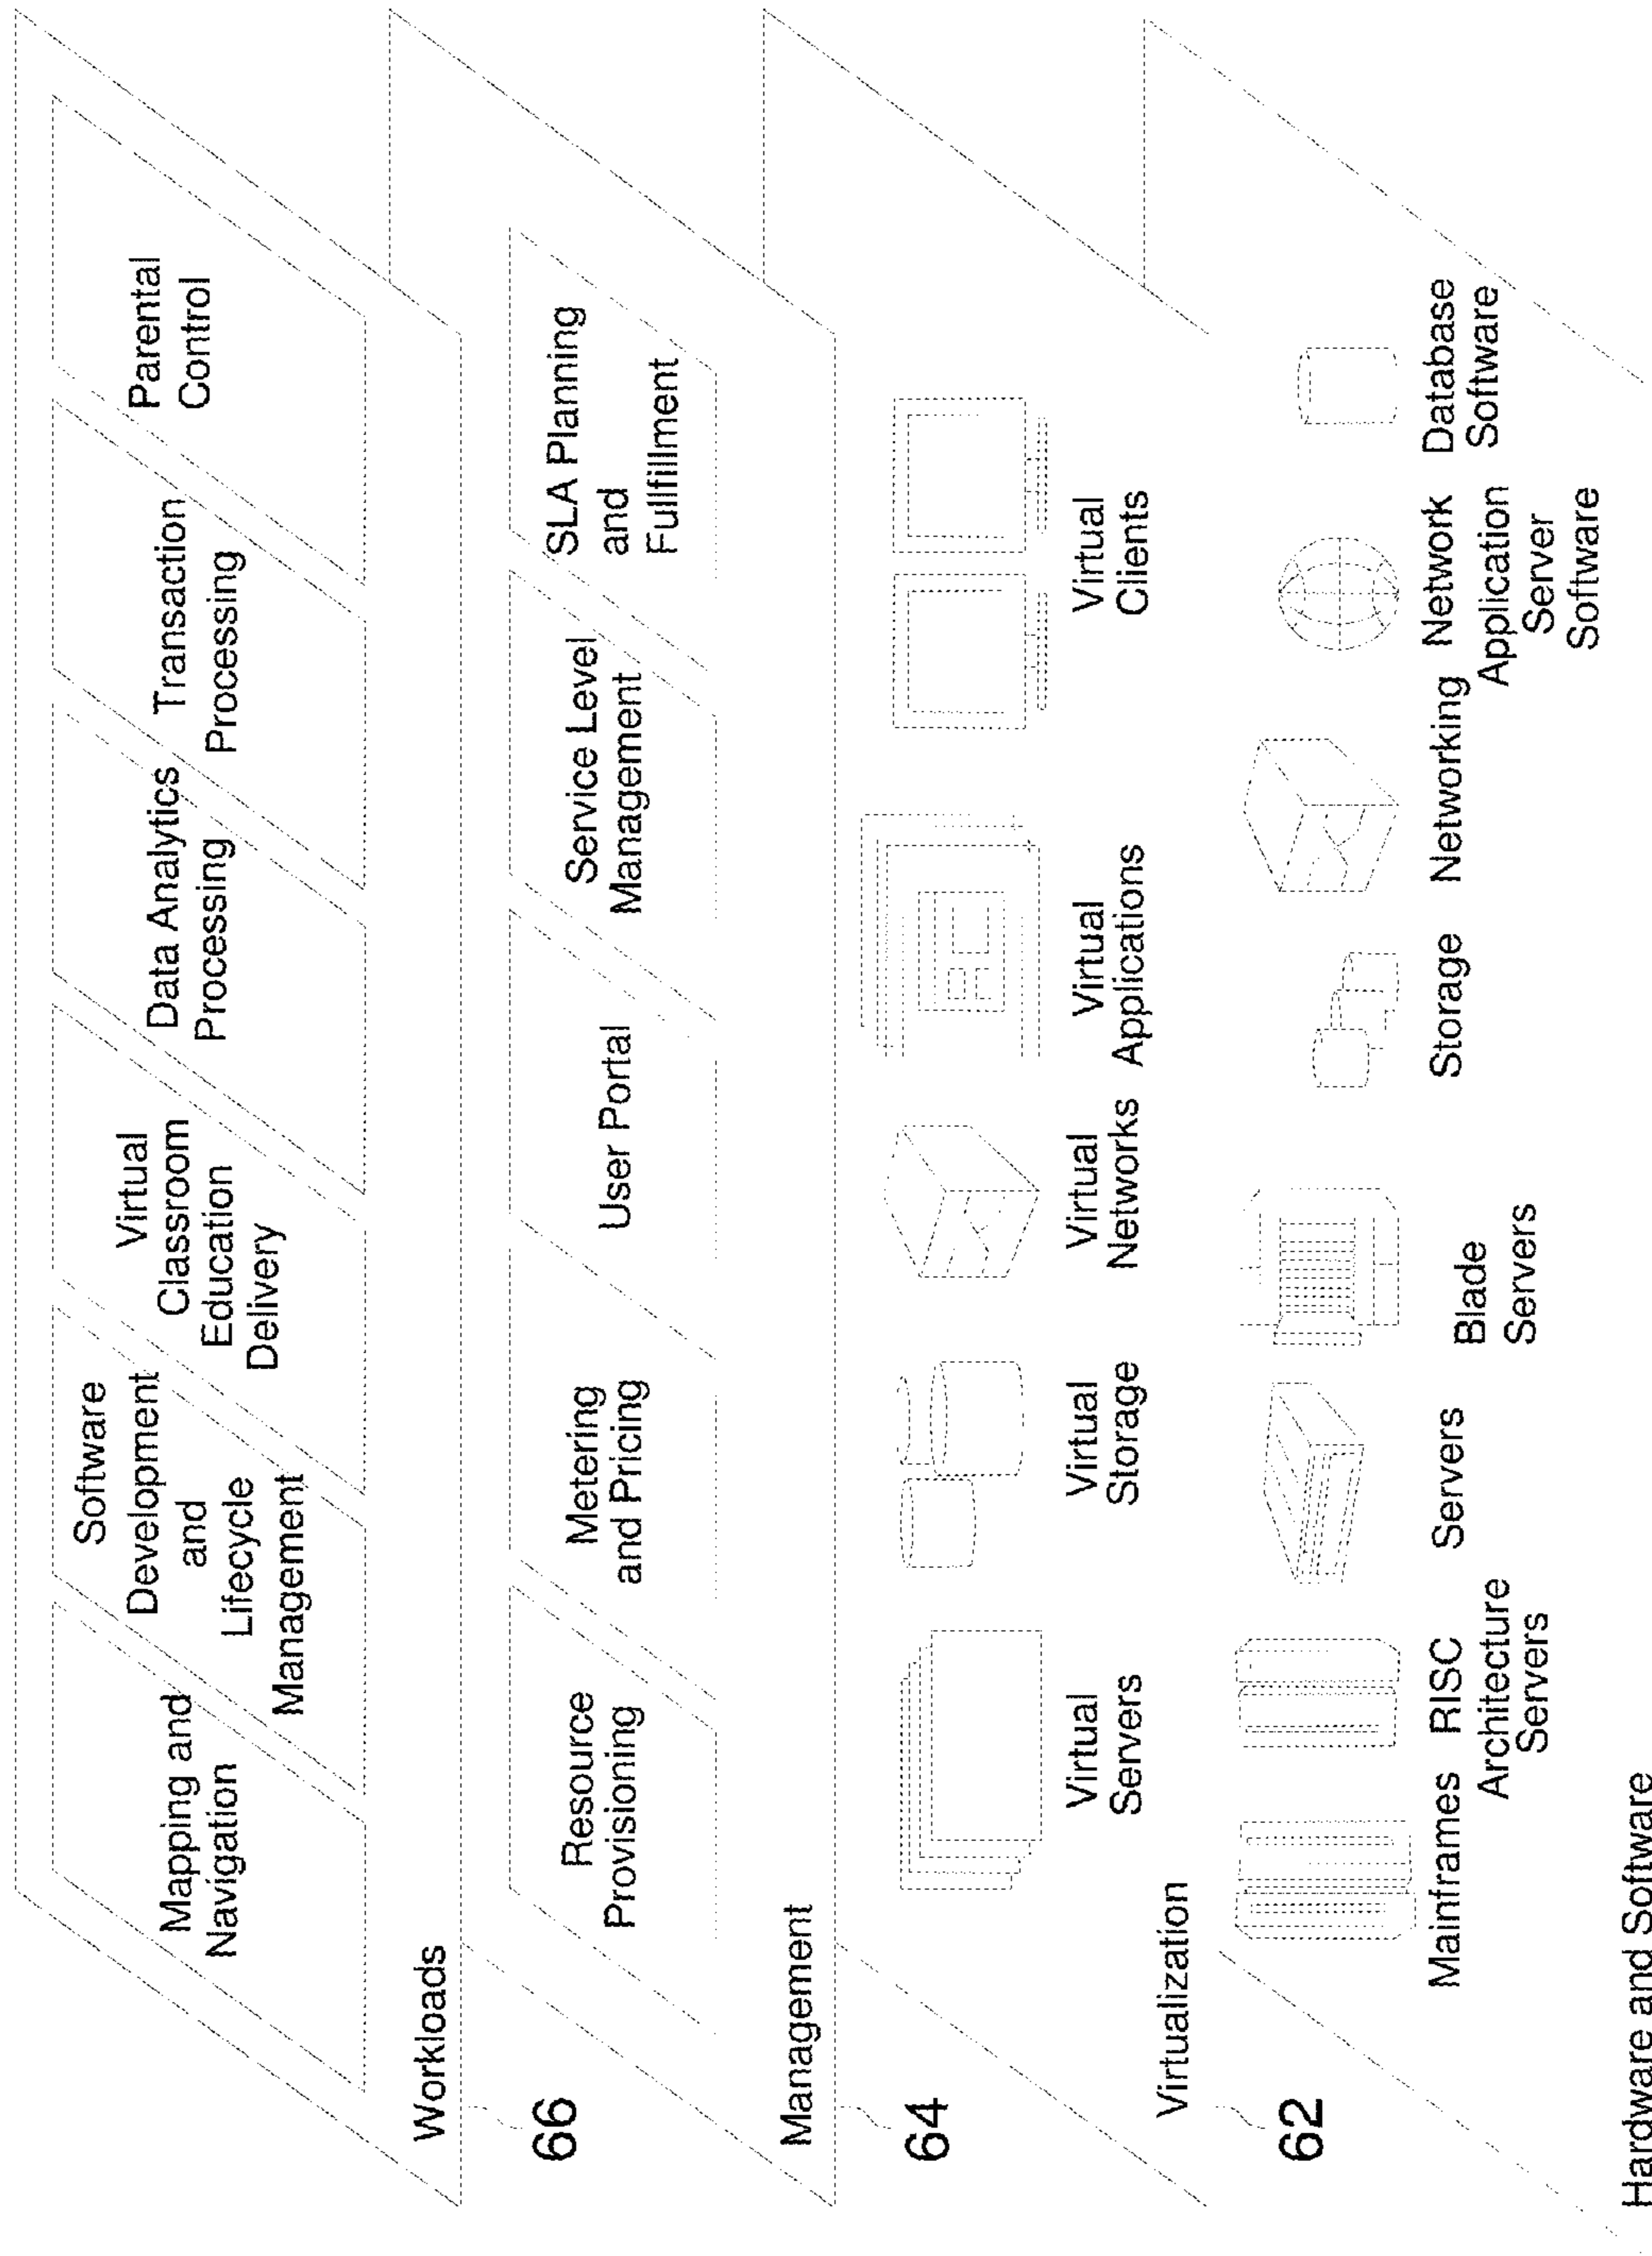 Mapping and
Navigation
Software
Development
and
Lifecycle
Management
Virtual
Classroom
Education
Delivery
Data Analytics
Processing
Transaction
Processing
Parental
Control
Workloads
66
Resource
Provisioning
Metering
and Pricing
User Portal
Service Level
Management
SLA Planning
and
Fullfillment
Management
64
Virtual
Servers
Virtual
Storage
Virtual
Networks
Virtual
Applications
Virtual
Clients
Virtualization
62
Mainframes
RISC
Architecture
Servers
Servers
Blade
Servers
Storage
Networking
Network
Application
Server
Software
Database
Software
Hardware and Software